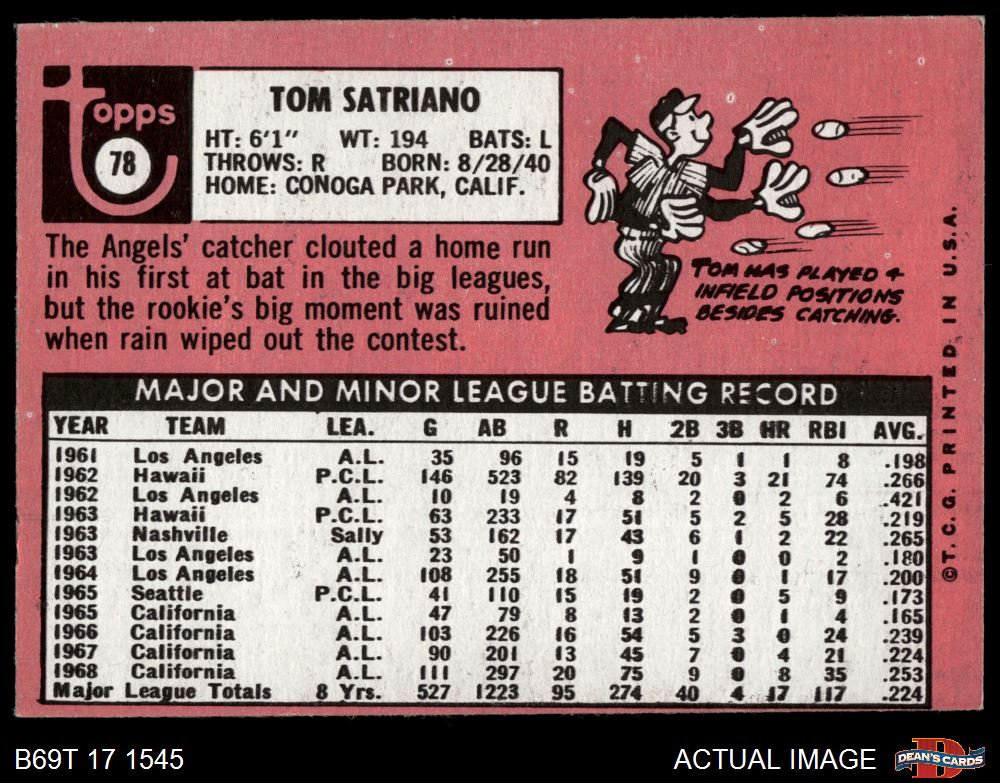 topps
78
TOM SATRIANO
HT: 6'1" WT: 194 BATS: L
THROWS: R BORN: 8/28/40
HOME: CONOGA PARK, CALIF.
The Angels' catcher clouted a home run
in his first at bat in the big leagues,
but the rookie's big moment was ruined
when rain wiped out the contest.
TOM HAS PLAYED 4
INFIELD POSITIONS
BESIDES CATCHING.
MAJOR AND MINOR LEAGUE BATTING RECORD
YEAR TEAM LEA. G AB R H 2B 3B HR RBI AVG.
1961 Los Angeles A.L. 35 96 15 19 5 1 1 8 .198
1962 Hawaii P.C.L. 146 523 82 139 20 3 21 74 .266
1962 Los Angeles A.L. 10 19 4 8 2 0 2 6 .421
1963 Hawaii P.C.L. 63 233 17 51 5 2 5 28 .219
1963 Nashville Sally 53 162 17 43 6 1 2 22 .265
1963 Los Angeles A.L. 23 50 1 9 1 0 0 2 .180
1964 Los Angeles A.L. 108 255 18 51 9 0 1 17 .200
1965 Seattle P.C.L. 41 110 15 19 2 0 5 9 .173
1965 California A.L. 47 79 8 13 2 0 1 4 .165
1966 California A.L. 103 226 16 54 5 3 0 24 .239
1967 California A.L. 90 201 13 45 7 0 4 21 .224
1968 California A.L. 111 297 20 75 9 0 8 35 .253
Major League Totals 8 Yrs. 527 1223 95 274 40 4 17 117 .224
©T.C.G. PRINTED IN U.S.A.
B69T 17 1545
ACTUAL IMAGE
D
DEAN'S CARDS